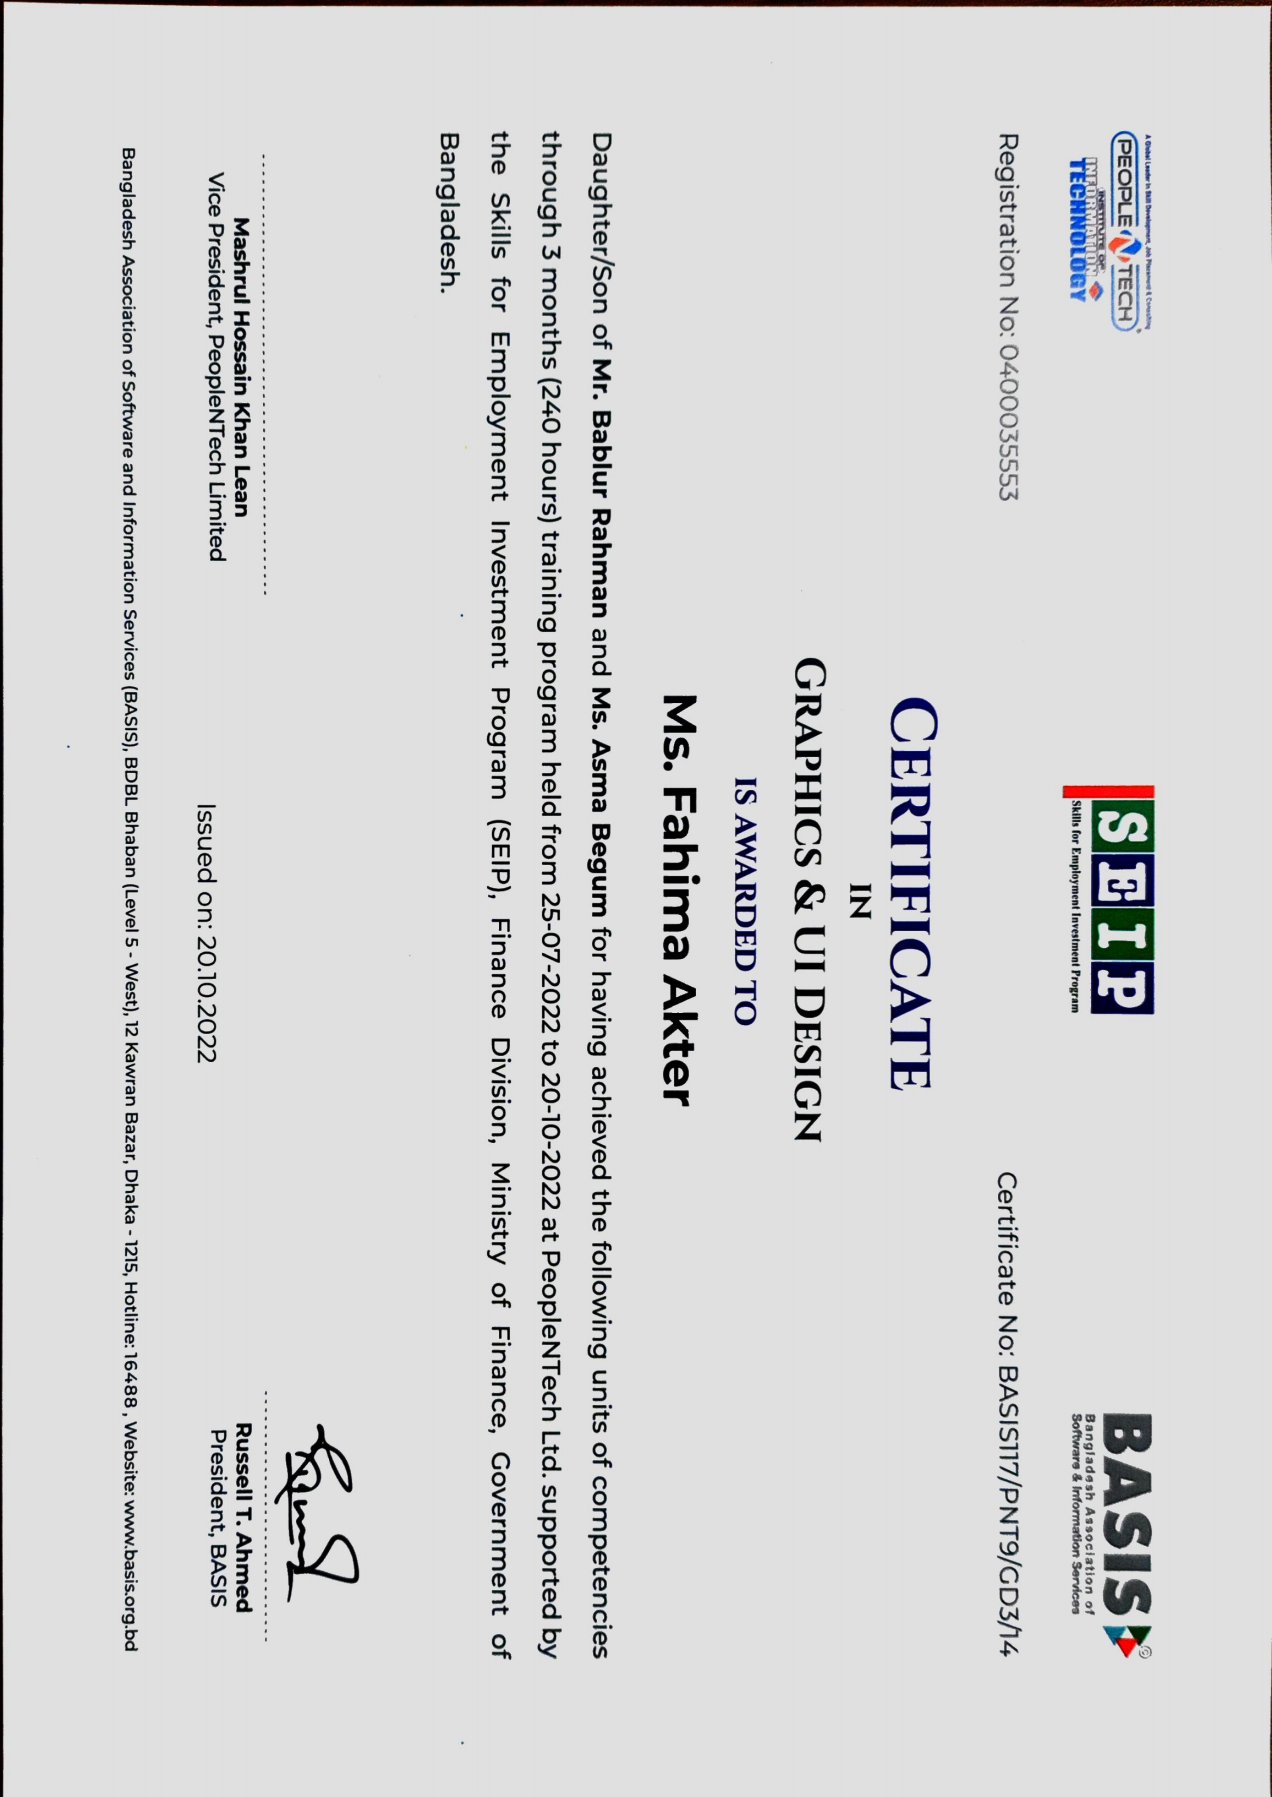 A Global Leader in Skill Development, Job Placement & Consulting
PEOPLE N TECH
INSTITUTE OF
INFORMATION
TECHNOLOGY
SEIP
Skills for Employment Investment Program
BASIS
Bangladesh Association of
Software & Information Services
Registration No: 0400035553
Certificate No: BASIS117/PNT9/GD3/14
CERTIFICATE
IN
GRAPHICS & UI DESIGN
IS AWARDED TO
Ms. Fahima Akter
Daughter/Son of Mr. Bablur Rahman and Ms. Asma Begum for having achieved the following units of competencies
through 3 months (240 hours) training program held from 25-07-2022 to 20-10-2022 at PeopleNTech Ltd. supported by
the Skills for Employment Investment Program (SEIP), Finance Division, Ministry of Finance, Government of
Bangladesh.
Mashrul Hossain Khan Lean
Vice President, PeopleNTech Limited
Issued on: 20.10.2022
Russell T. Ahmed
President, BASIS
Bangladesh Association of Software and Information Services (BASIS), BDBL Bhaban (Level 5 - West), 12 Kawran Bazar, Dhaka - 1215, Hotline: 16488 , Website: www.basis.org.bd